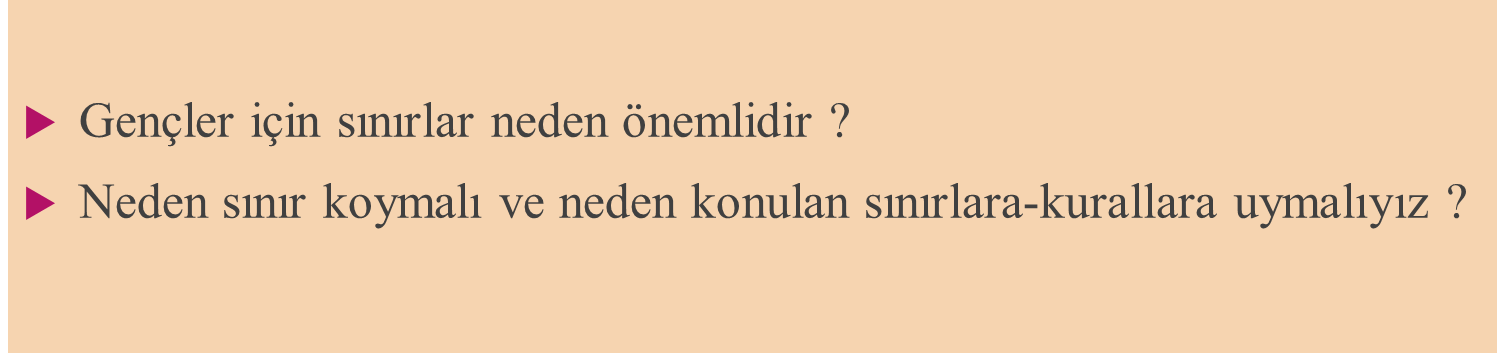 Gençler için sınırlar neden önemlidir ?
Neden sınır koymalı ve neden konulan sınırlara-kurallara uymalıyız ?